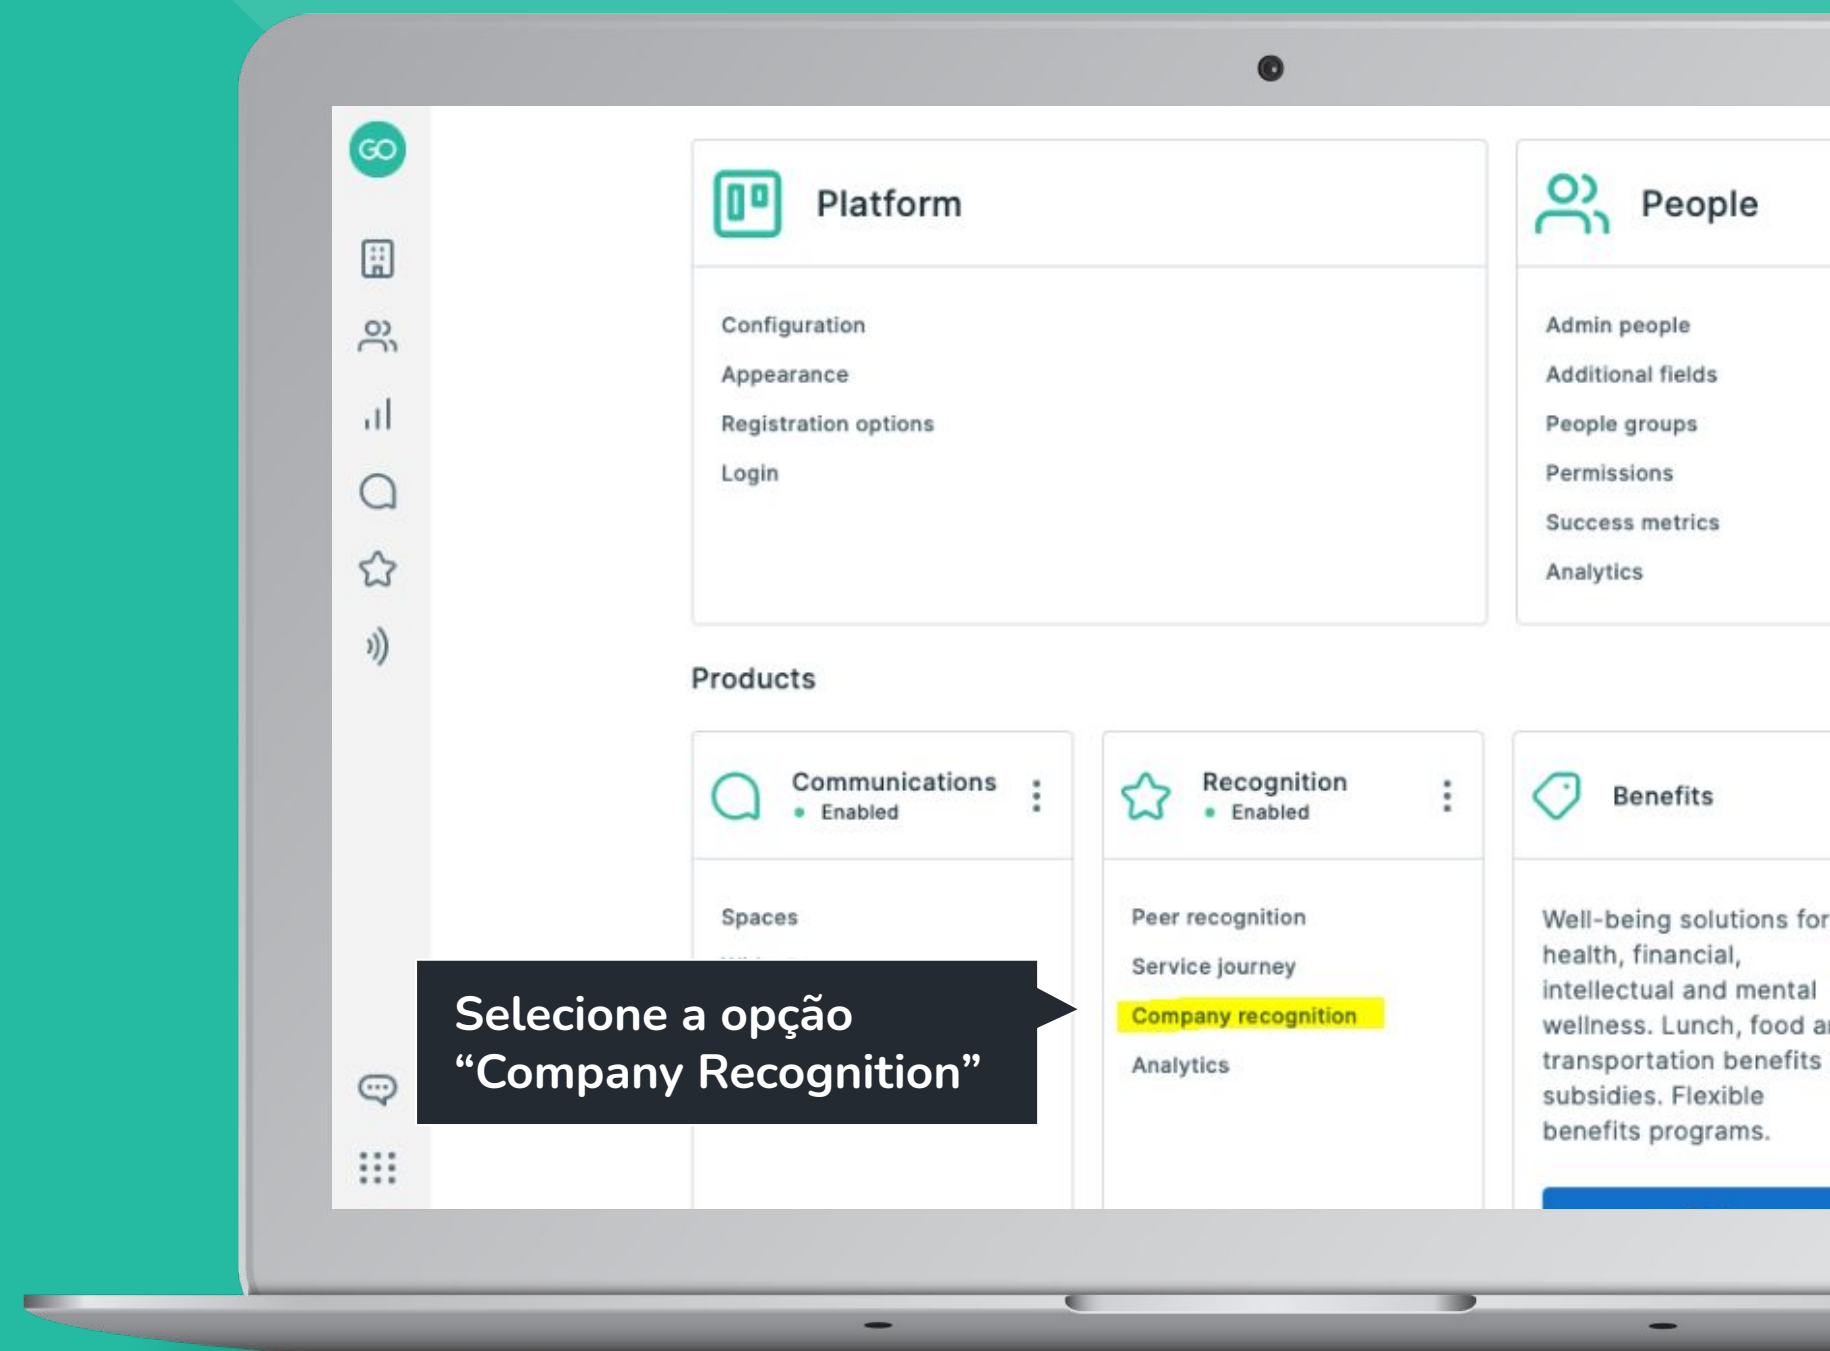 GO
Platform
Configuration
Appearance
Registration options
Login
People
Admin people
Additional fields
People groups
Permissions
Success metrics
Analytics
Products
Communications
Enabled
Spaces
Recognition
Enabled
Peer recognition
Service journey
Company recognition
Analytics
Benefits
Well-being solutions for
health, financial,
intellectual and mental
wellness. Lunch, food
transportation benefits
subsidies. Flexible
benefits programs.
Selecione a opção
“Company Recognition”